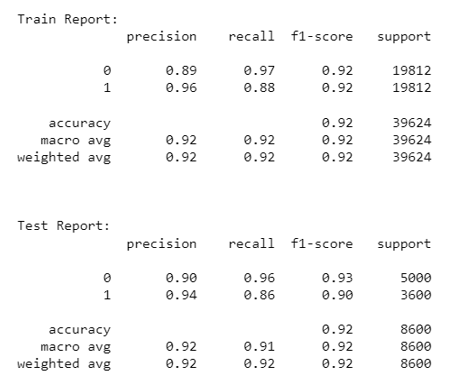 Train Report:
precision recall f1-score support
0 0.89 0.97 0.92 19812
1 0.96 0.88 0.92 19812
accuracy 0.92 39624
macro avg 0.92 0.92 0.92 39624
weighted avg 0.92 0.92 0.92 39624
Test Report:
precision recall f1-score support
0 0.90 0.96 0.93 5000
1 0.94 0.86 0.90 3600
accuracy 0.92 8600
macro avg 0.92 0.91 0.92 8600
weighted avg 0.92 0.92 0.92 8600